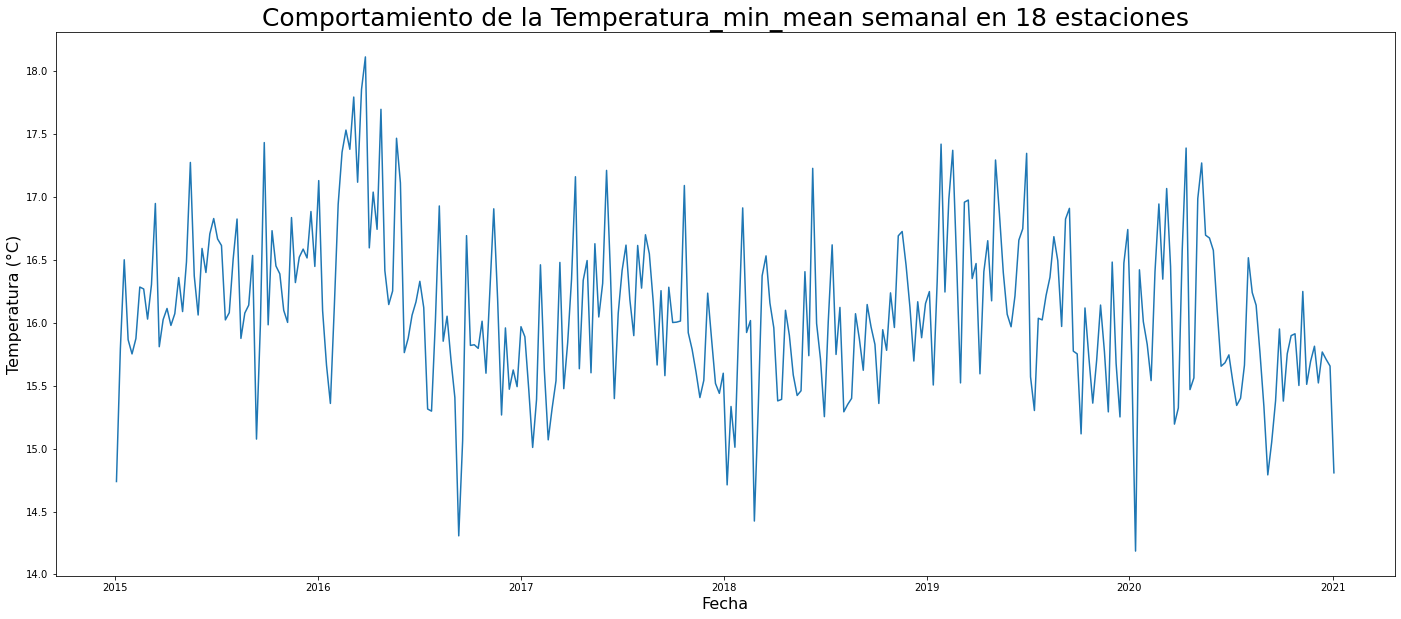 Comportamiento de la Temperatura_min_mean semanal en 18 estaciones
Temperatura (°C)
18.0
17.5
17.0
16.5
16.0
15.5
15.0
14.5
14.0
2015 2016 2017 2018 2019 2020 2021
Fecha